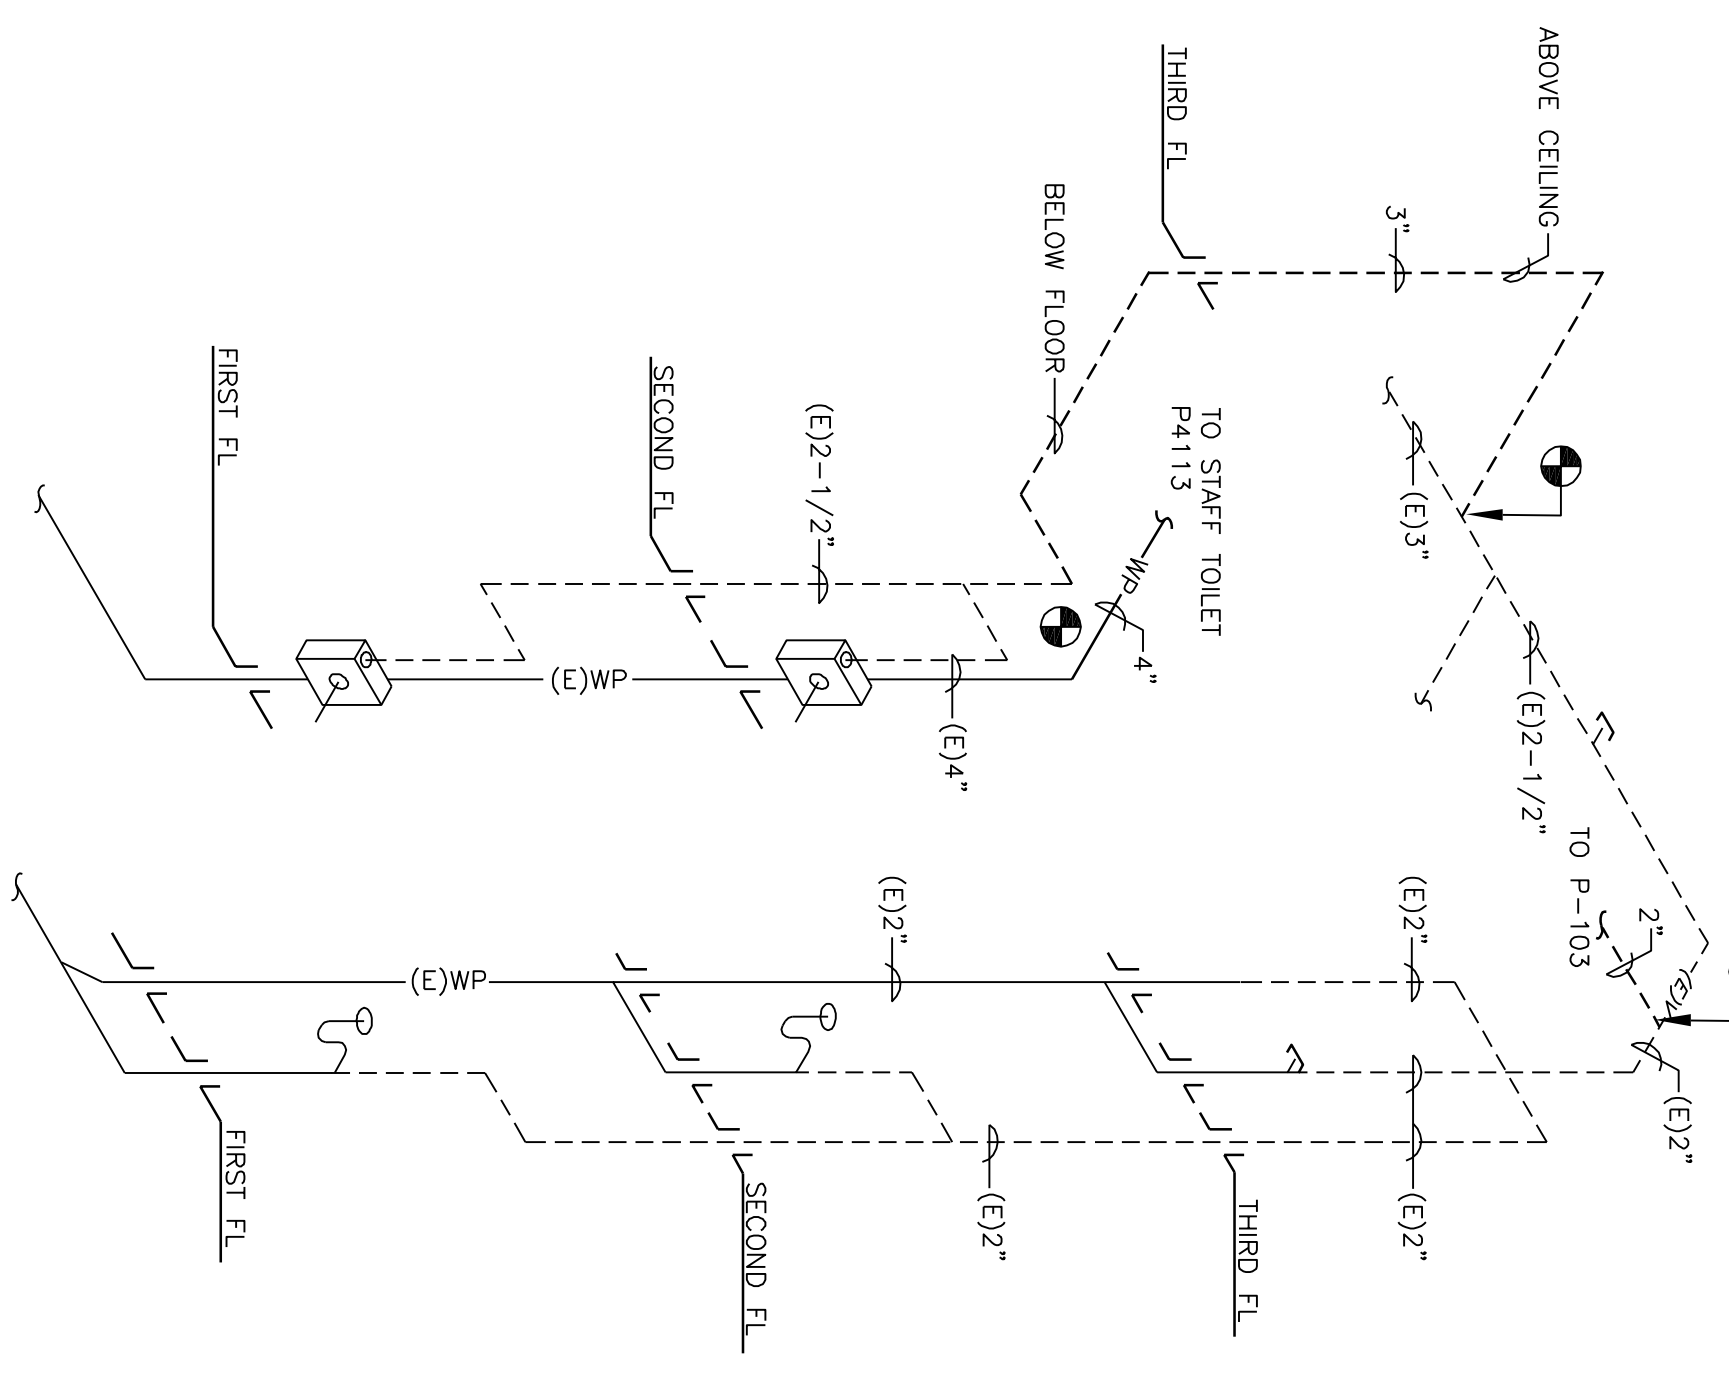 ABOVE CEILING
THIRD FL
3"
BELOW FLOOR
FIRST FL
SECOND FL
(E)2-1/2"
TO STAFF TOILET
P4113
(E)3"
WP
4"
(E)WP
(E)4"
(E)2-1/2"
TO P-103
2"
(E)2"
(E)2"
(E)WP
(E)2"
FIRST FL
SECOND FL
(E)2"
THIRD FL
(E)2"